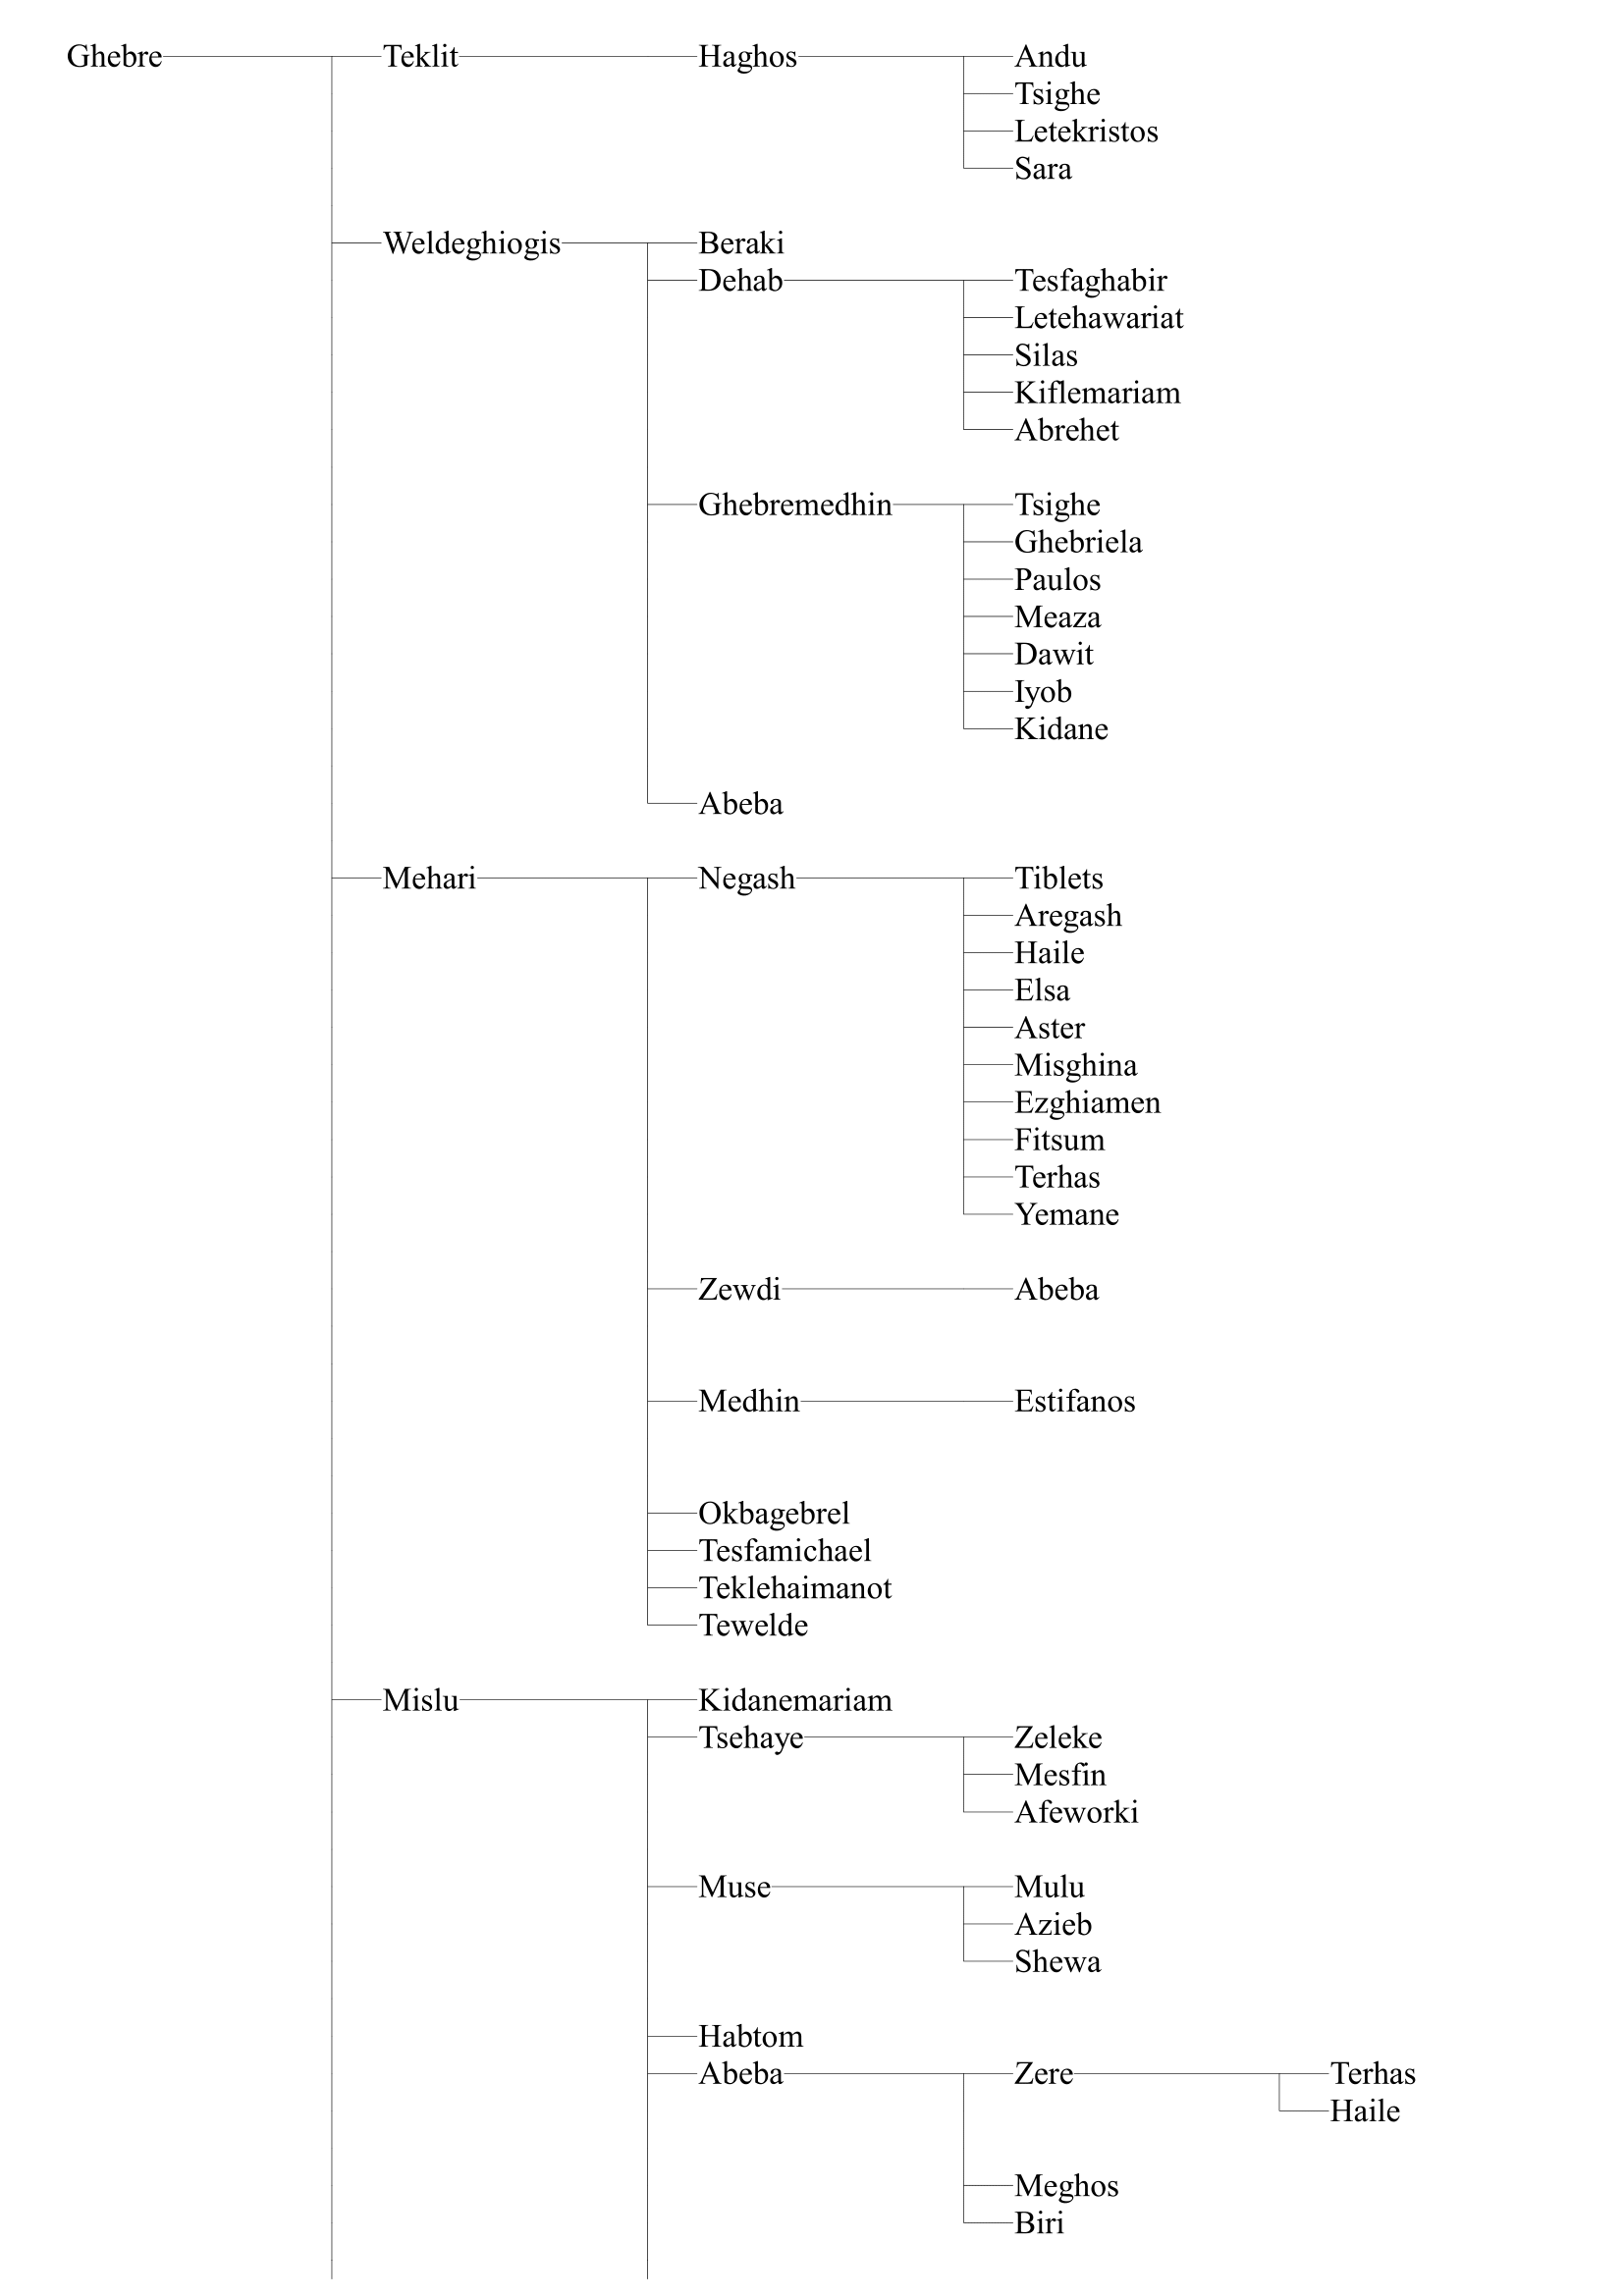 Ghebre Teklit Haghos Andu
Tsighe
Letekristos
Sara
Weldeghiogis Beraki
Dehab Tesfaghabir
Letehawariat
Silas
Kiflemariam
Abrehet
Ghebremedhin Tsighe
Ghebriela
Paulos
Meaza
Dawit
Iyob
Kidane
Abeba
Mehari Negash Tiblets
Aregash
Haile
Elsa
Aster
Misghina
Ezghiamen
Fitsum
Terhas
Yemane
Zewdi Abeba
Medhin Estifanos
Okbagebrel
Tesfamichael
Teklehaimanot
Tewelde
Mislu Kidanemariam
Tsehaye Zeleke
Mesfin
Afeworki
Muse Mulu
Azieb
Shewa
Habtom
Abeba Zere Terhas
Haile
Meghos
Biri